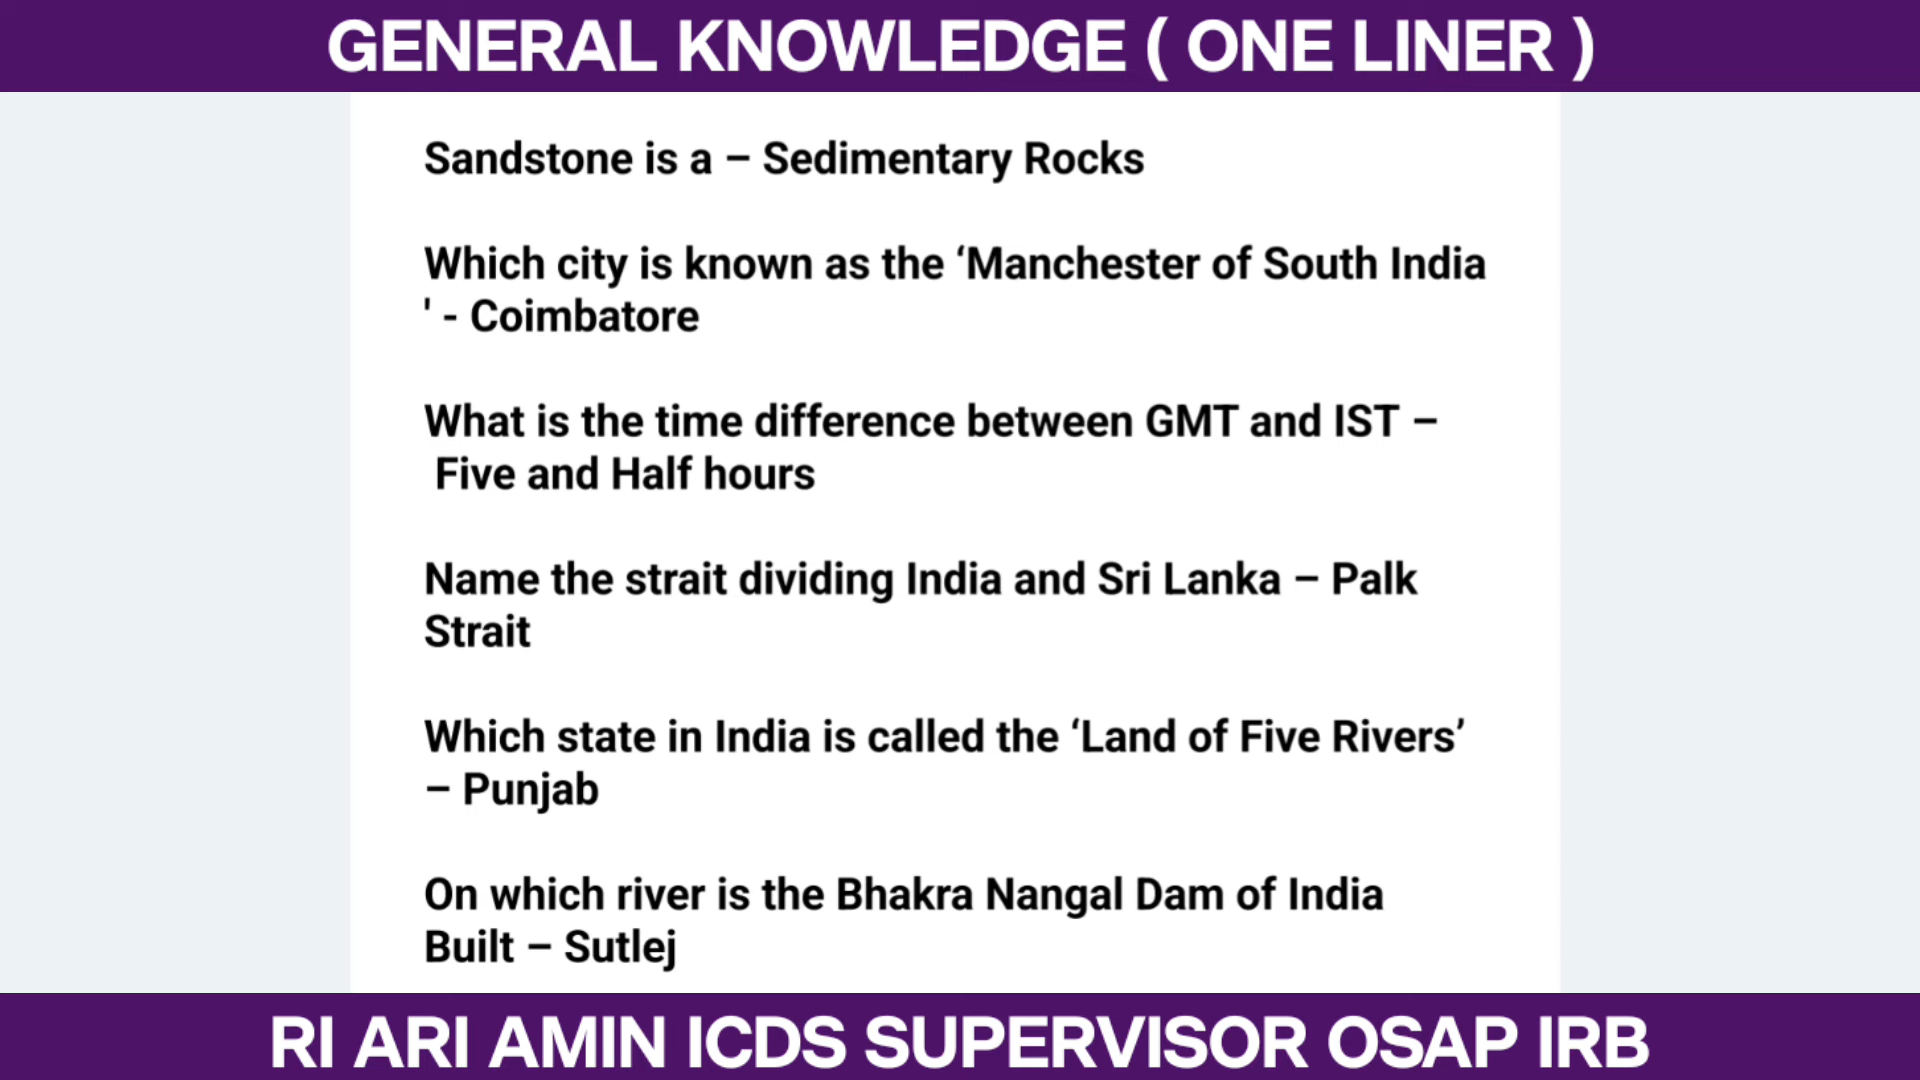 GENERAL KNOWLEDGE ( ONE LINER )
Sandstone is a – Sedimentary Rocks
Which city is known as the ‘Manchester of South India
' - Coimbatore
What is the time difference between GMT and IST –
Five and Half hours
Name the strait dividing India and Sri Lanka – Palk
Strait
Which state in India is called the ‘Land of Five Rivers’
– Punjab
On which river is the Bhakra Nangal Dam of India
Built – Sutlej
RI ARI AMIN ICDS SUPERVISOR OSAP IRB